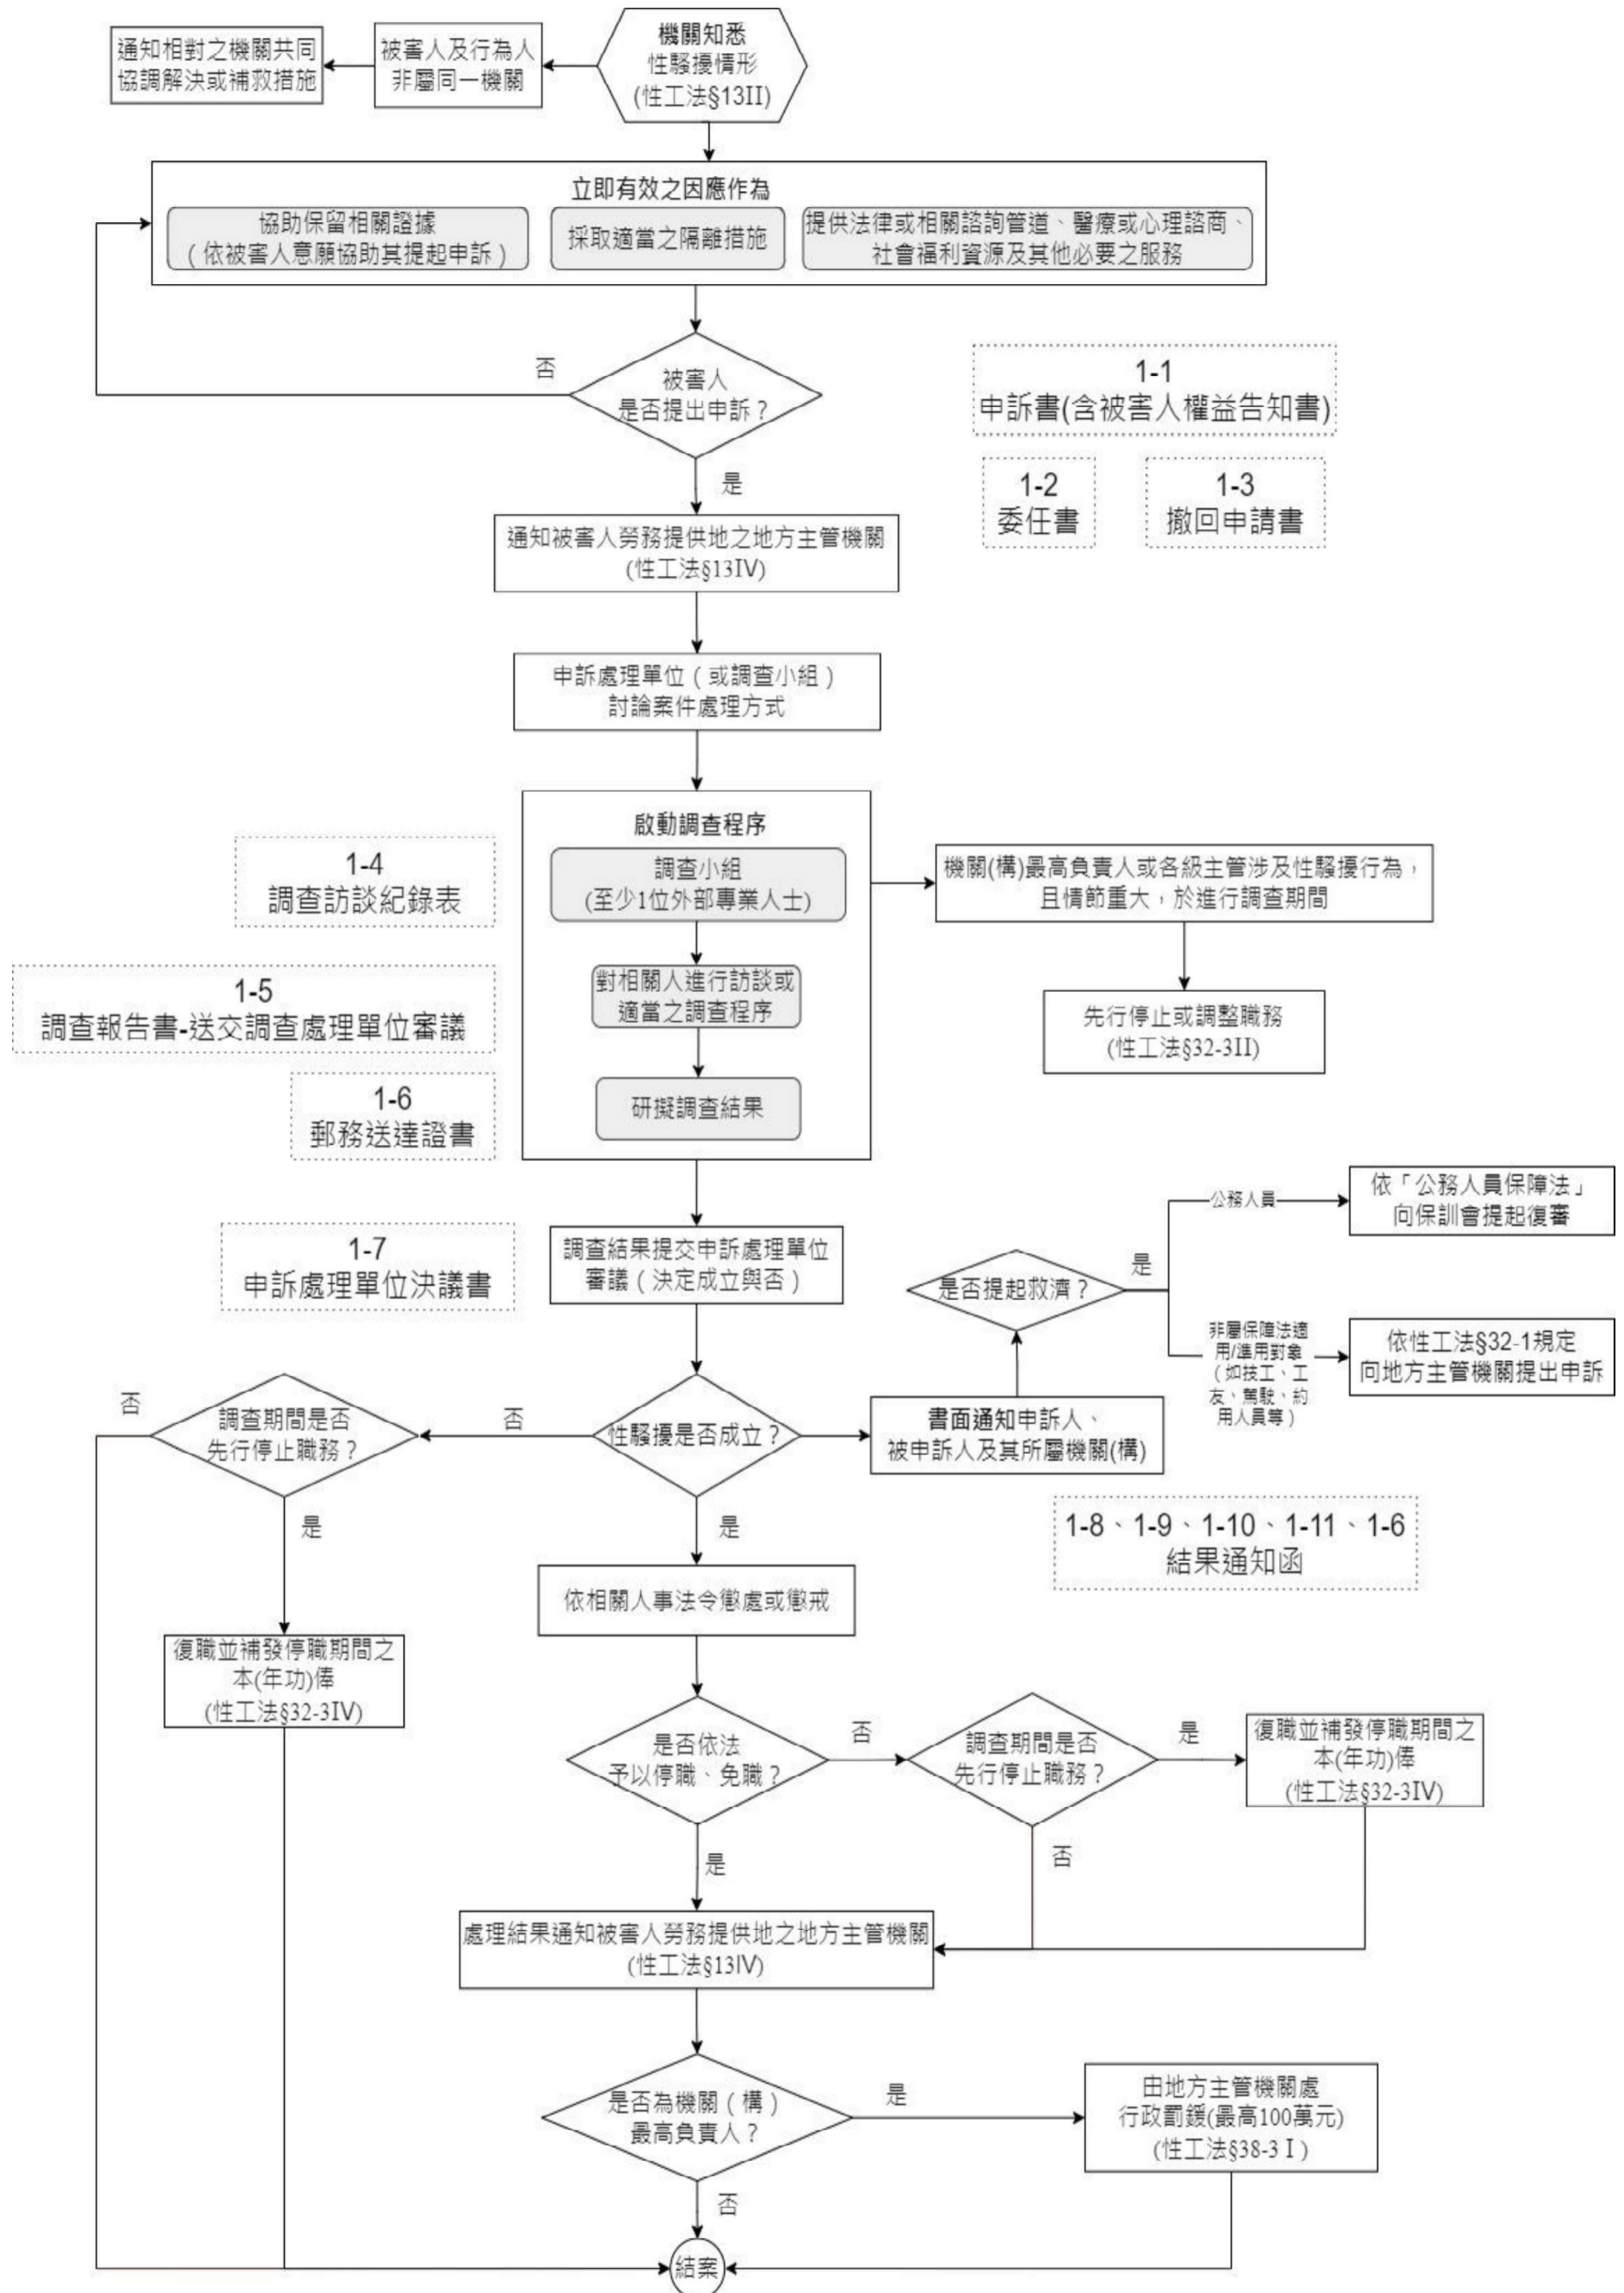 機關知悉
性騷擾情形
(性工法§13II)
被害人及行為人
非屬同一機關
通知相對之機關共同
協調解決或補救措施
立即有效之因應作為
協助保留相關證據
（依被害人意願協助其提起申訴）
採取適當之隔離措施
提供法律或相關諮詢管道、醫療或心理諮商、
社會福利資源及其他必要之服務
被害人
是否提出申訴？
否
是
1-1
申訴書(含被害人權益告知書)
1-2
委任書
1-3
撤回申請書
通知被害人勞務提供地之地方主管機關
(性工法§13IV)
申訴處理單位（或調查小組）
討論案件處理方式
啟動調查程序
調查小組
(至少1位外部專業人士)
對相關人進行訪談或
適當之調查程序
研擬調查結果
機關(構)最高負責人或各級主管涉及性騷擾行為，
且情節重大，於進行調查期間
先行停止或調整職務
(性工法§32-3II)
1-4
調查訪談紀錄表
1-5
調查報告書-送交調查處理單位審議
1-6
郵務送達證書
1-7
申訴處理單位決議書
調查結果提交申訴處理單位
審議（決定成立與否）
是否提起救濟？
是
公務人員
依「公務人員保障法」
向保訓會提起復審
非屬保障法適
用/準用對象
（如技工、工
友、駕駛、約
用人員等）
依性工法§32-1規定
向地方主管機關提出申訴
性騷擾是否成立？
書面通知申訴人、
被申訴人及其所屬機關(構)
1-8、1-9、1-10、1-11、1-6
結果通知函
否
調查期間是否
先行停止職務？
否
是
復職並補發停職期間之
本(年功)俸
(性工法§32-3IV)
是
依相關人事法令懲處或懲戒
是否依法
予以停職、免職？
否
調查期間是否
先行停止職務？
是
復職並補發停職期間之
本(年功)俸
(性工法§32-3IV)
否
是
處理結果通知被害人勞務提供地之地方主管機關
(性工法§13IV)
是否為機關（構）
最高負責人？
是
由地方主管機關處
行政罰鍰(最高100萬元)
(性工法§38-3 I )
否
結案